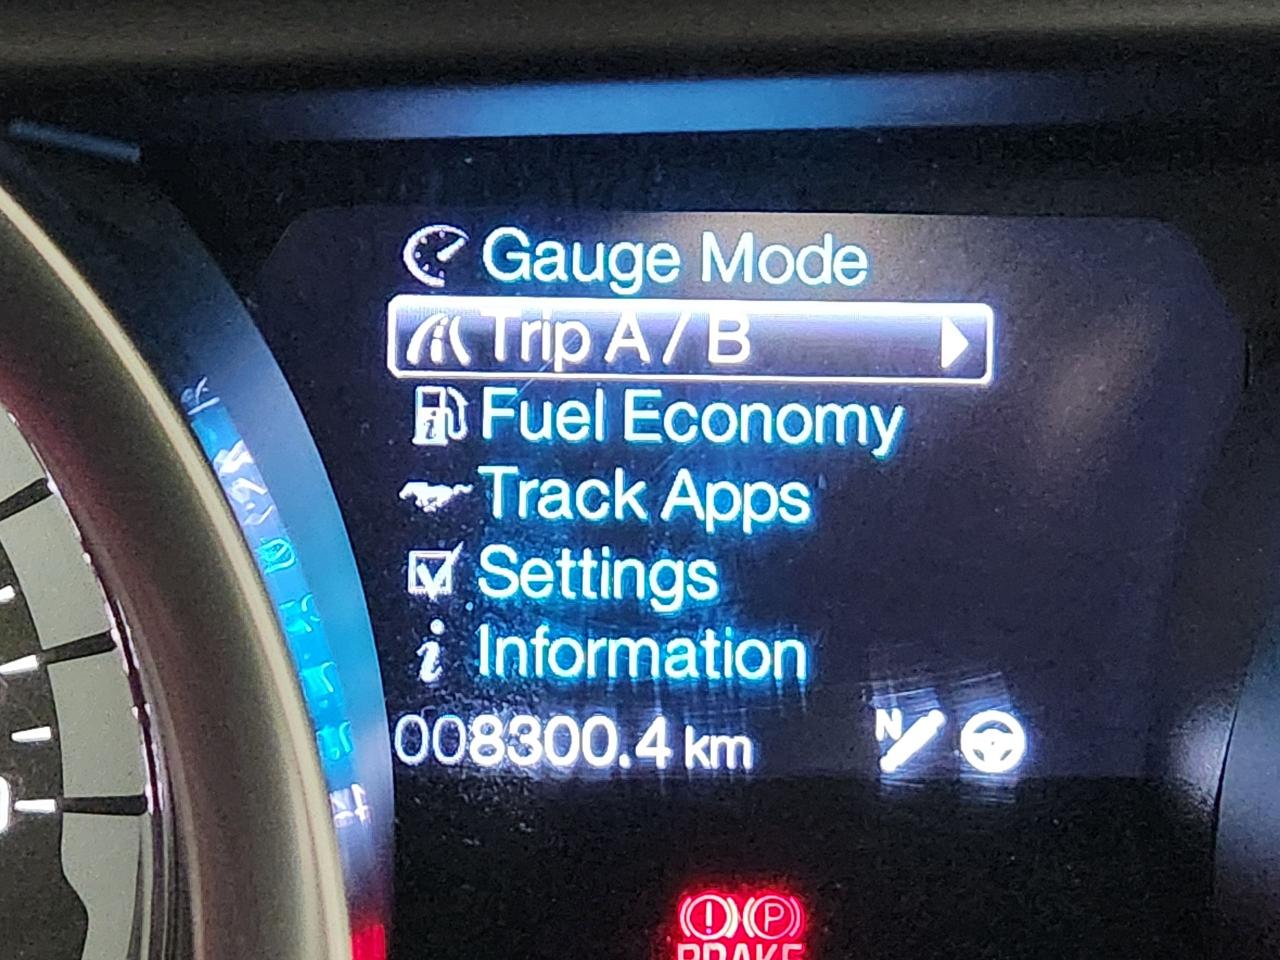 Gauge Mode
Trip A / B
Fuel Economy
Track Apps
Settings
Information
008300.4 km
N
! P
BRAKE